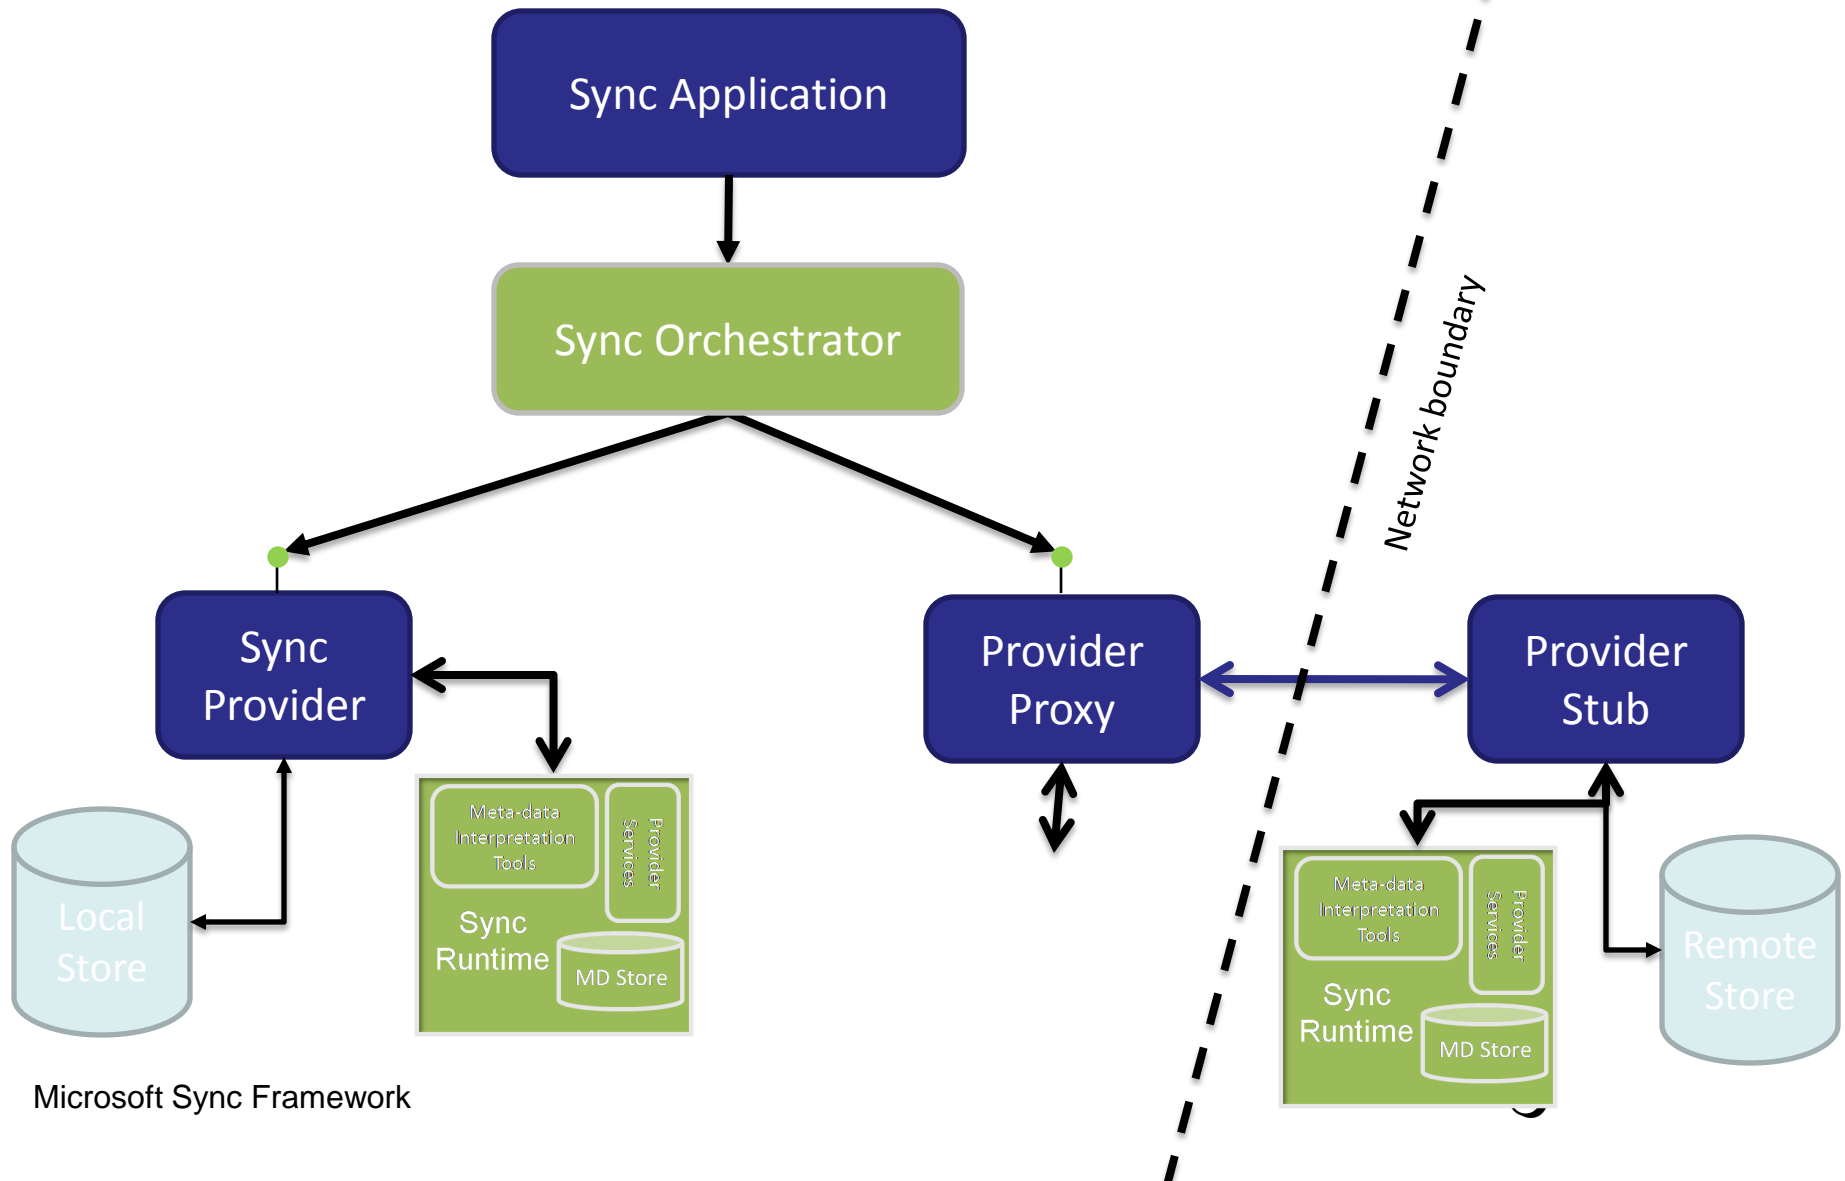 Sync Application
Sync Orchestrator
Network boundary
Sync
Provider
Provider
Proxy
Provider
Stub
Meta-data
Interpretation
Tools
Provider
Services
Sync
Runtime
MD Store
Local
Store
Meta-data
Interpretation
Tools
Provider
Services
Sync
Runtime
MD Store
Remote
Store
Microsoft Sync Framework